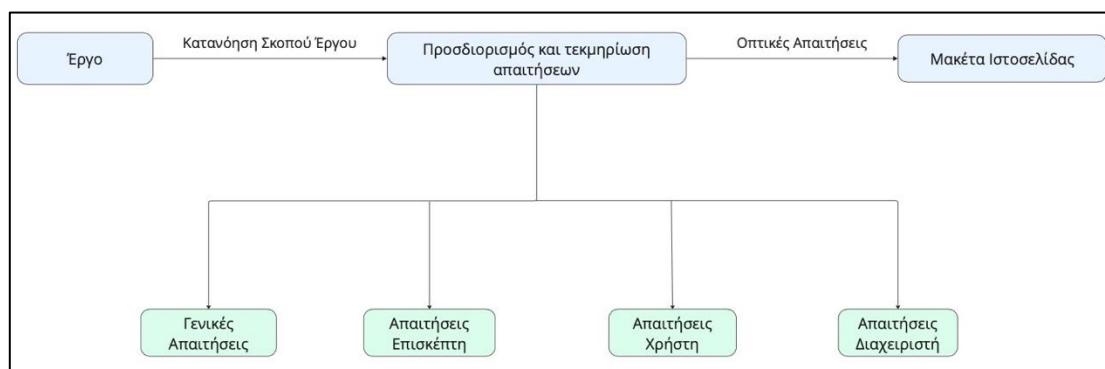 Έργο
Κατανόηση Σκοπού Έργου
Προσδιορισμός και τεκμηρίωση
απαιτήσεων
Οπτικές Απαιτήσεις
Μακέτα Ιστοσελίδας
Γενικές
Απαιτήσεις
Απαιτήσεις
Επισκέπτη
Απαιτήσεις
Χρήστη
Απαιτήσεις
Διαχειριστή